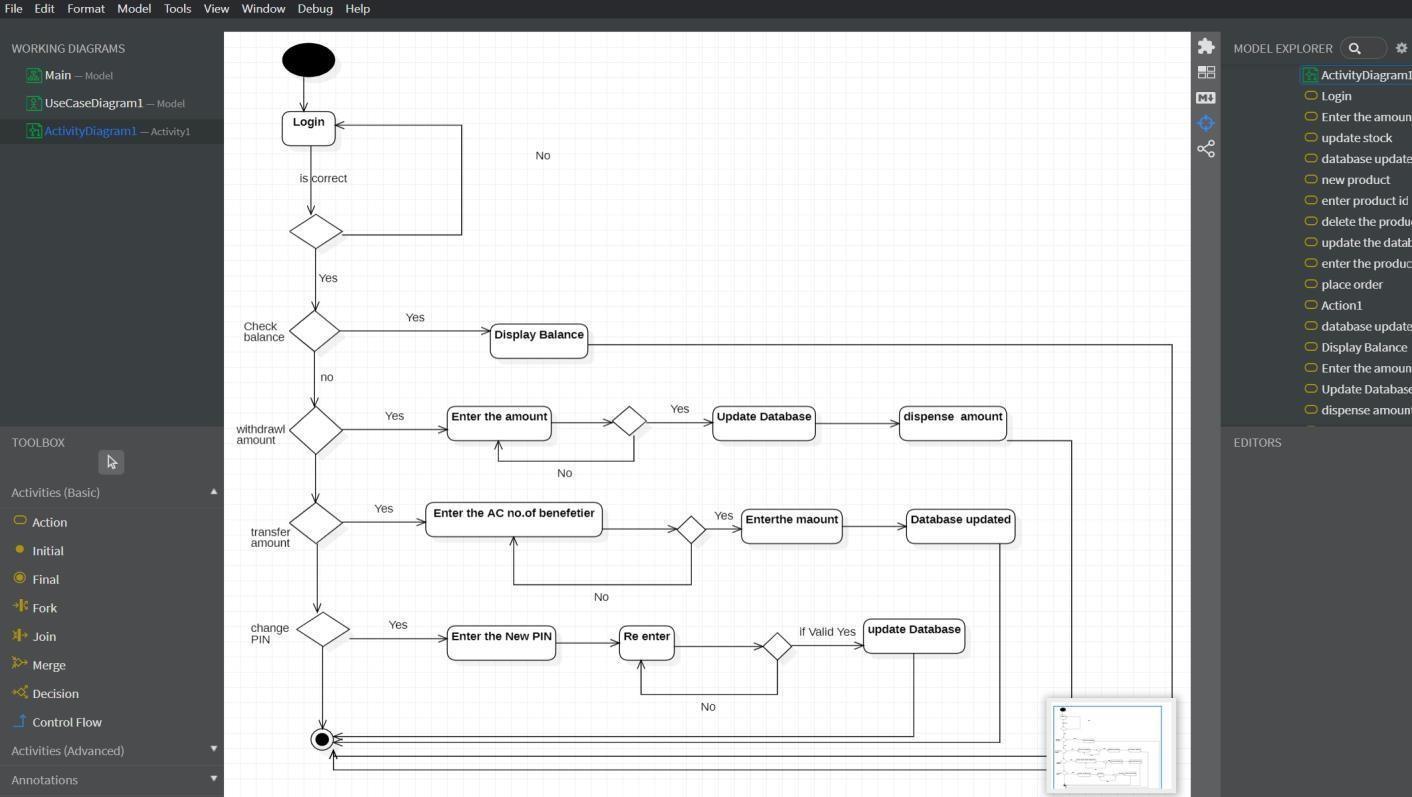 File Edit Format Model Tools View Window Debug Help
WORKING DIAGRAMS
Main — Model
UseCaseDiagram1 — Model
ActivityDiagram1 — Activity1
TOOLBOX
Activities (Basic)
Action
Initial
Final
Fork
Join
Merge
Decision
Control Flow
Activities (Advanced)
Annotations
Login
No
is correct
Yes
Check
balance
Yes
Display Balance
no
withdrawl
amount
Yes
Enter the amount
Yes
Update Database
dispense amount
No
transfer
amount
Yes
Enter the AC no.of benefetier
Yes
Enterthe maount
Database updated
No
change
PIN
Yes
Enter the New PIN
Re enter
if Valid Yes
update Database
No
MODEL EXPLORER
ActivityDiagram1
Login
Enter the amoun
update stock
database update
new product
enter product id
delete the produ
update the datab
enter the produc
place order
Action1
database update
Display Balance
Enter the amoun
Update Database
dispense amount
EDITORS